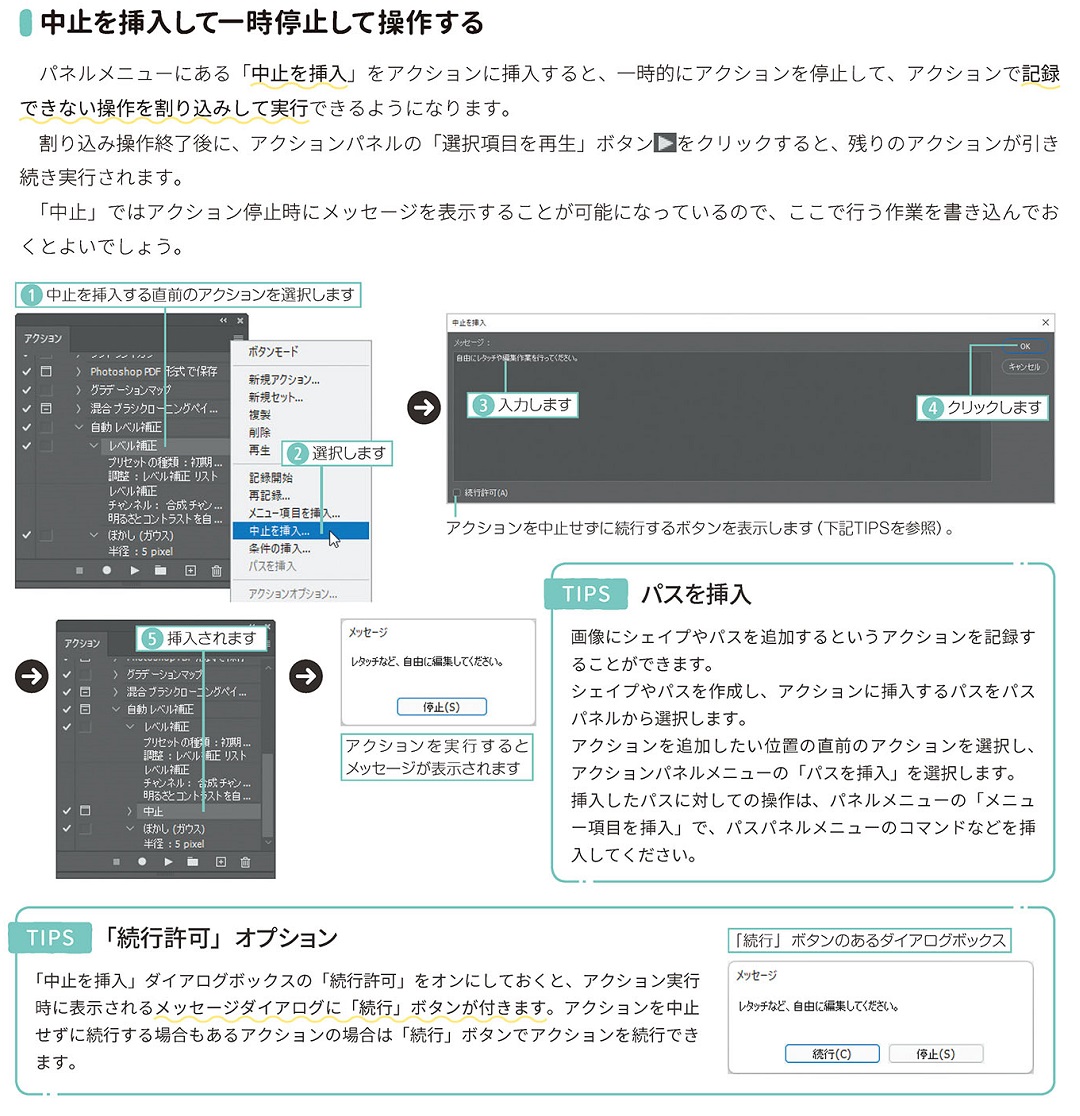 中止を挿入して一時停止して操作する
パネルメニューにある「中止を挿入」をアクションに挿入すると、一時的にアクションを停止して、アクションで記録
できない操作を割り込みして実行できるようになります。
割り込み操作終了後に、アクションパネルの「選択項目を再生」ボタン▶をクリックすると、残りのアクションが引き
続き実行されます。
「中止」ではアクション停止時にメッセージを表示することが可能になっているので、ここで行う作業を書き込んでお
くとよいでしょう。
1 中止を挿入する直前のアクションを選択します
アクション
Photoshop PDF 形式で保存
グラデーションマップ
混合ブラシクローニングペイ...
自動レベル補正
レベル補正
プリセットの種類 : 初期...
調整 : レベル補正 リスト
レベル補正
チャンネル : 合成チャン...
明るさとコントラストを自...
ぼかし (ガウス)
半径 : 5 pixel
ボタンモード
新規アクション...
新規セット...
複製
削除
再生
2 選択します
記録開始
再記録...
メニュー項目を挿入...
中止を挿入...
条件の挿入...
パスを挿入
アクションオプション...
中止を挿入
メッセージ :
自由にレタッチや編集作業を行ってください。
OK
キャンセル
3 入力します
4 クリックします
続行許可(A)
アクションを中止せずに続行するボタンを表示します（下記TIPSを参照）。
5 挿入されます
アクション
グラデーションマップ
混合ブラシクローニングペイ...
自動レベル補正
レベル補正
プリセットの種類 : 初期...
調整 : レベル補正 リスト
レベル補正
チャンネル : 合成チャン...
明るさとコントラストを自...
中止
ぼかし (ガウス)
半径 : 5 pixel
メッセージ
レタッチなど、自由に編集してください。
停止(S)
アクションを実行すると
メッセージが表示されます
TIPS パスを挿入
画像にシェイプやパスを追加するというアクションを記録す
ることができます。
シェイプやパスを作成し、アクションに挿入するパスをパス
パネルから選択します。
アクションを追加したい位置の直前のアクションを選択し、
アクションパネルメニューの「パスを挿入」を選択します。
挿入したパスに対しての操作は、パネルメニューの「メニュ
ー項目を挿入」で、パスパネルメニューのコマンドなどを挿
入してください。
TIPS 「続行許可」オプション
「中止を挿入」ダイアログボックスの「続行許可」をオンにしておくと、アクション実行
時に表示されるメッセージダイアログに「続行」ボタンが付きます。アクションを中止
せずに続行する場合もあるアクションの場合は「続行」ボタンでアクションを続行でき
ます。
「続行」ボタンのあるダイアログボックス
メッセージ
レタッチなど、自由に編集してください。
続行(C)
停止(S)